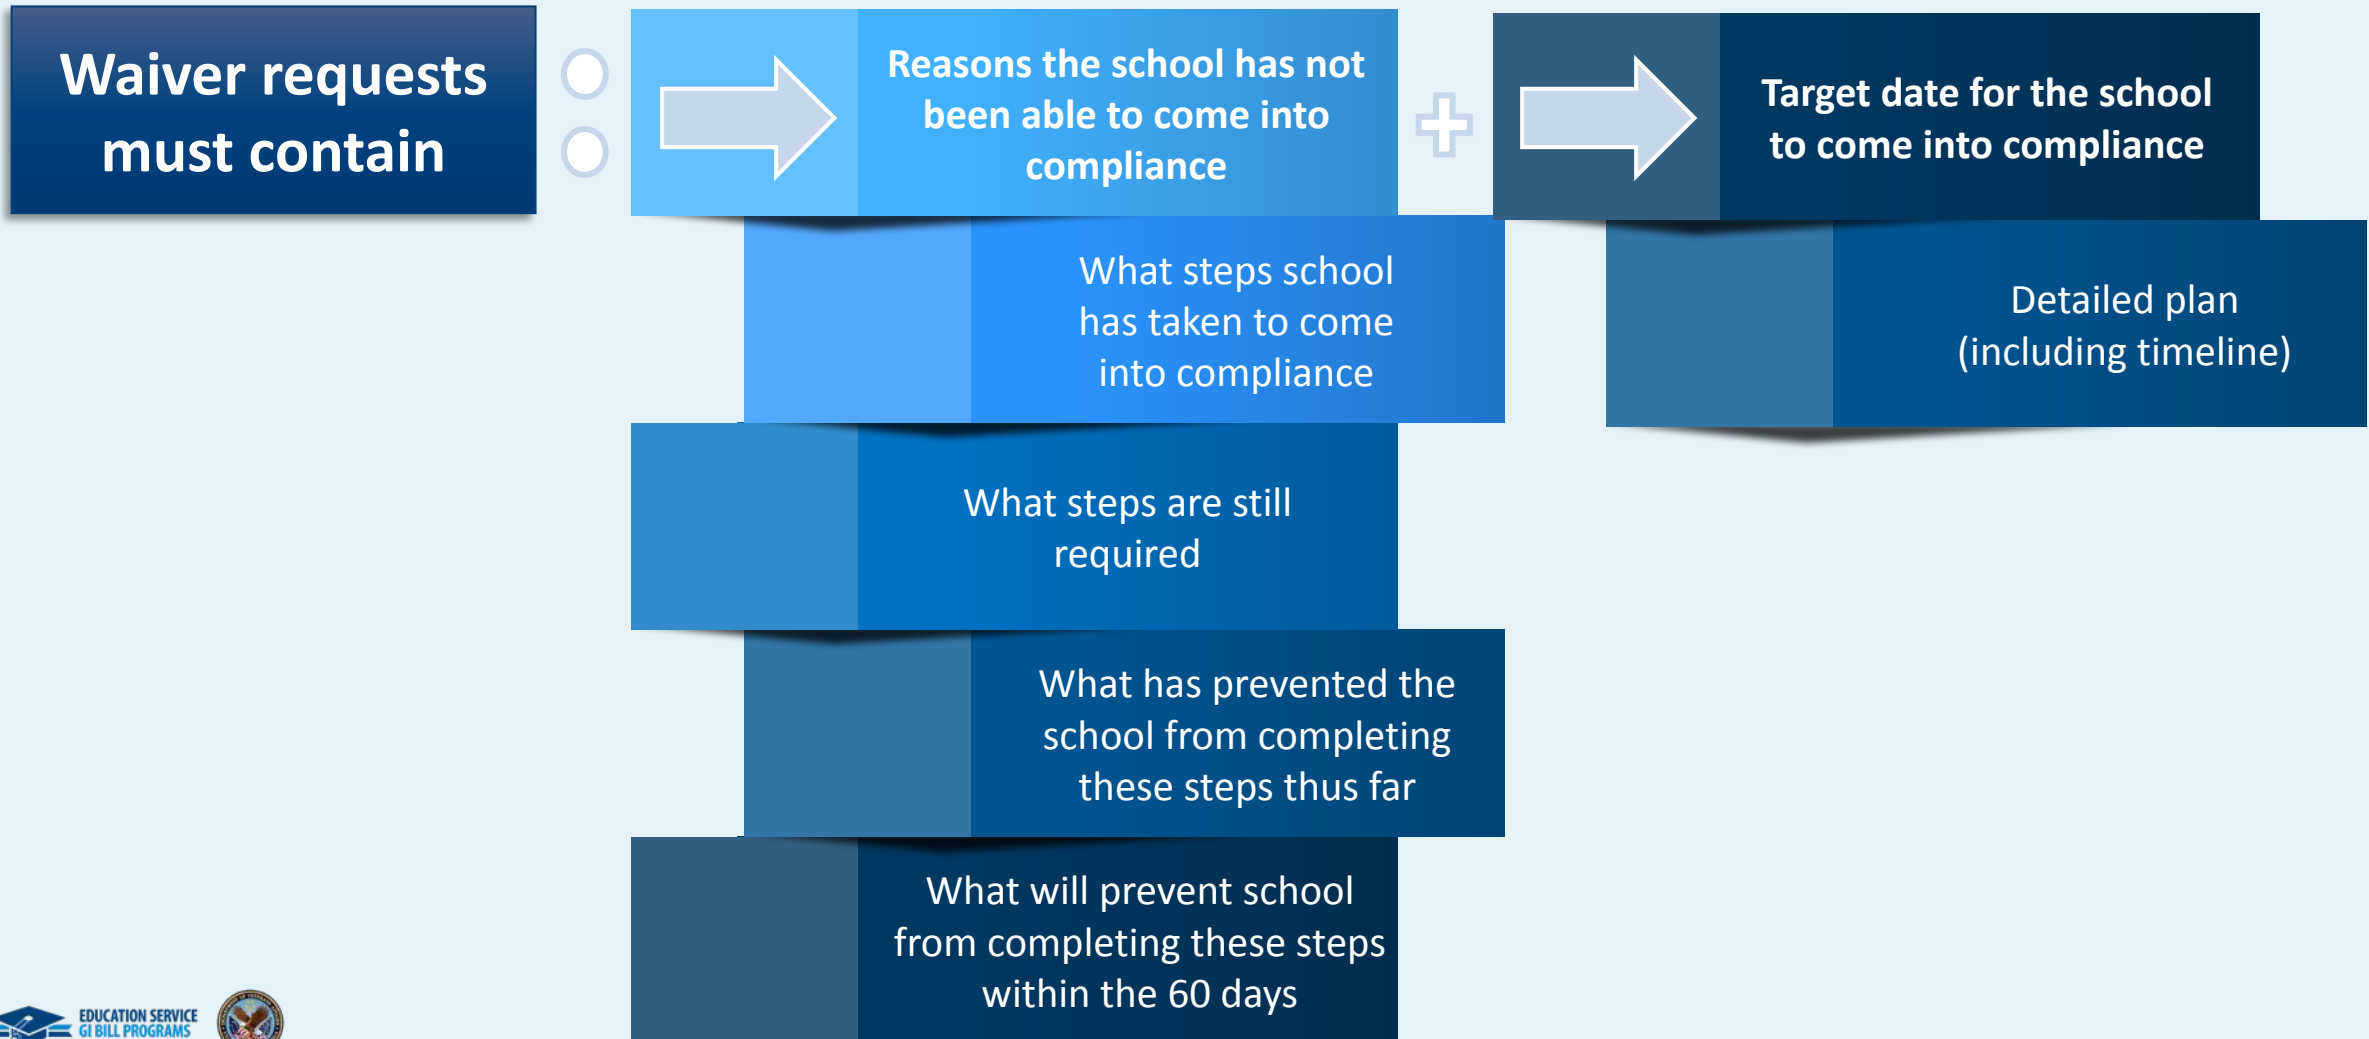 Waiver requests
must contain
Reasons the school has not
been able to come into
compliance
What steps school
has taken to come
into compliance
What steps are still
required
What has prevented the
school from completing
these steps thus far
What will prevent school
from completing these steps
within the 60 days
Target date for the school
to come into compliance
Detailed plan
(including timeline)
EDUCATION SERVICE
GI BILL PROGRAMS